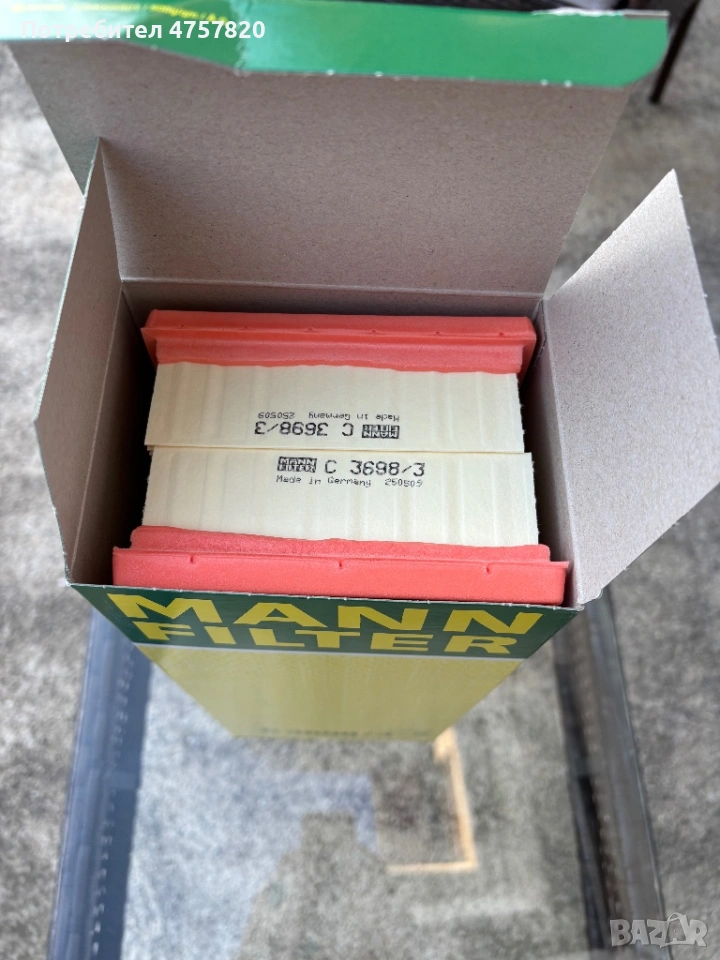 Потребител 4757820
MANN FILTER C 3698/3
Made in Germany 250509
MANN FILTER C 3698/3
Made in Germany 250809
MANN
FILTER
BAZAR